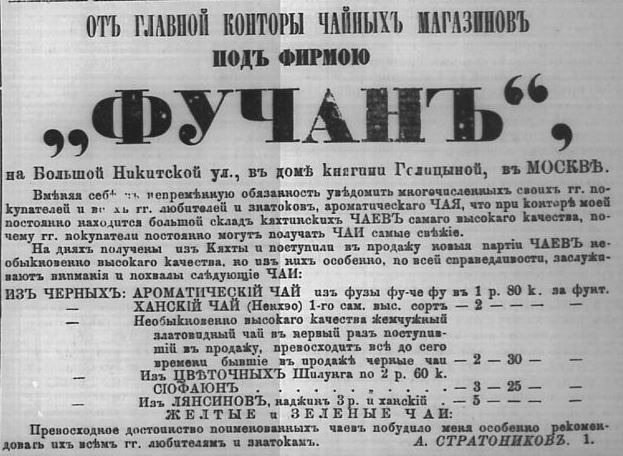 ОТЪ ГЛАВНОЙ КОНТОРЫ ЧАЙНЫХЪ МАГАЗИНОВЪ
ПОДЪ ФИРМОЮ
„ФУЧАНЪ“,
на Большой Никитской ул., въ домѣ княгини Голицыной, въ МОСКВѢ.
Вмѣняя себѣ непремѣнную обязанность увѣдомить многочисленныхъ своихъ гг. по-
купателей и гг. любителей и знатоковъ, ароматическаго ЧАЯ, что при конторѣ моей
постоянно находится большой складъ кяхтинскихъ ЧАЕВЪ самаго высокаго качества, по-
чему гг. покупатели постоянно могутъ получать ЧАИ самые свѣжіе.
На дняхъ получены изъ Кяхты и поступили въ продажу новыя партіи ЧАЕВЪ не-
обыкновенно высокаго качества, но изъ нихъ особенно, по всей справедливости, заслужи-
ваютъ вниманія и похвалы слѣдующіе ЧАИ:
ИЗЪ ЧЕРНЫХЪ: АРОМАТИЧЕСКІЙ ЧАЙ изъ фузы фу-че фу въ 1 р. 80 к. за фунт.
— ХАНСКІЙ ЧАЙ (Некхэо) 1-го сам. выс. сортъ — 2 — — —
— Необыкновенно высокаго качества жемчужный
златовидный чай въ первый разъ поступив-
шій въ продажу, превосходитъ всѣ до сего
времени бывшіе въ продажѣ черные чаи — 2 — 30 — —
— Изъ ЦВѢТОЧНЫХЪ Шилунга по 2 р. 60 к.
СЮФАЮНЪ . . . . . . . . . . — 3 — 25 — —
— Изъ ЛЯНСИНОВЪ, наджинъ 3 р. и ханскій . — 5 — — — —
ЖЕЛТЫЕ и ЗЕЛЕНЫЕ ЧАИ:
Превосходное достоинство поименованныхъ чаевъ побудило меня особенно рекомен-
довать ихъ всѣмъ гг. любителямъ и знатокамъ. А. СТРАТОНИКОВЪ. 1.